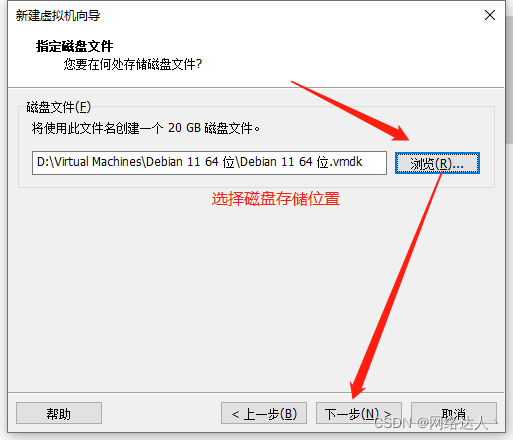 新建虚拟机向导
指定磁盘文件
您要在何处存储磁盘文件?
磁盘文件(F)
将使用此文件名创建一个 20 GB 磁盘文件。
D:\Virtual Machines\Debian 11 64 位\Debian 11 64 位.vmdk
浏览(R)...
选择磁盘存储位置
帮助
< 上一步(B)
下一步(N) >
取消
CSDN @网络达人丶